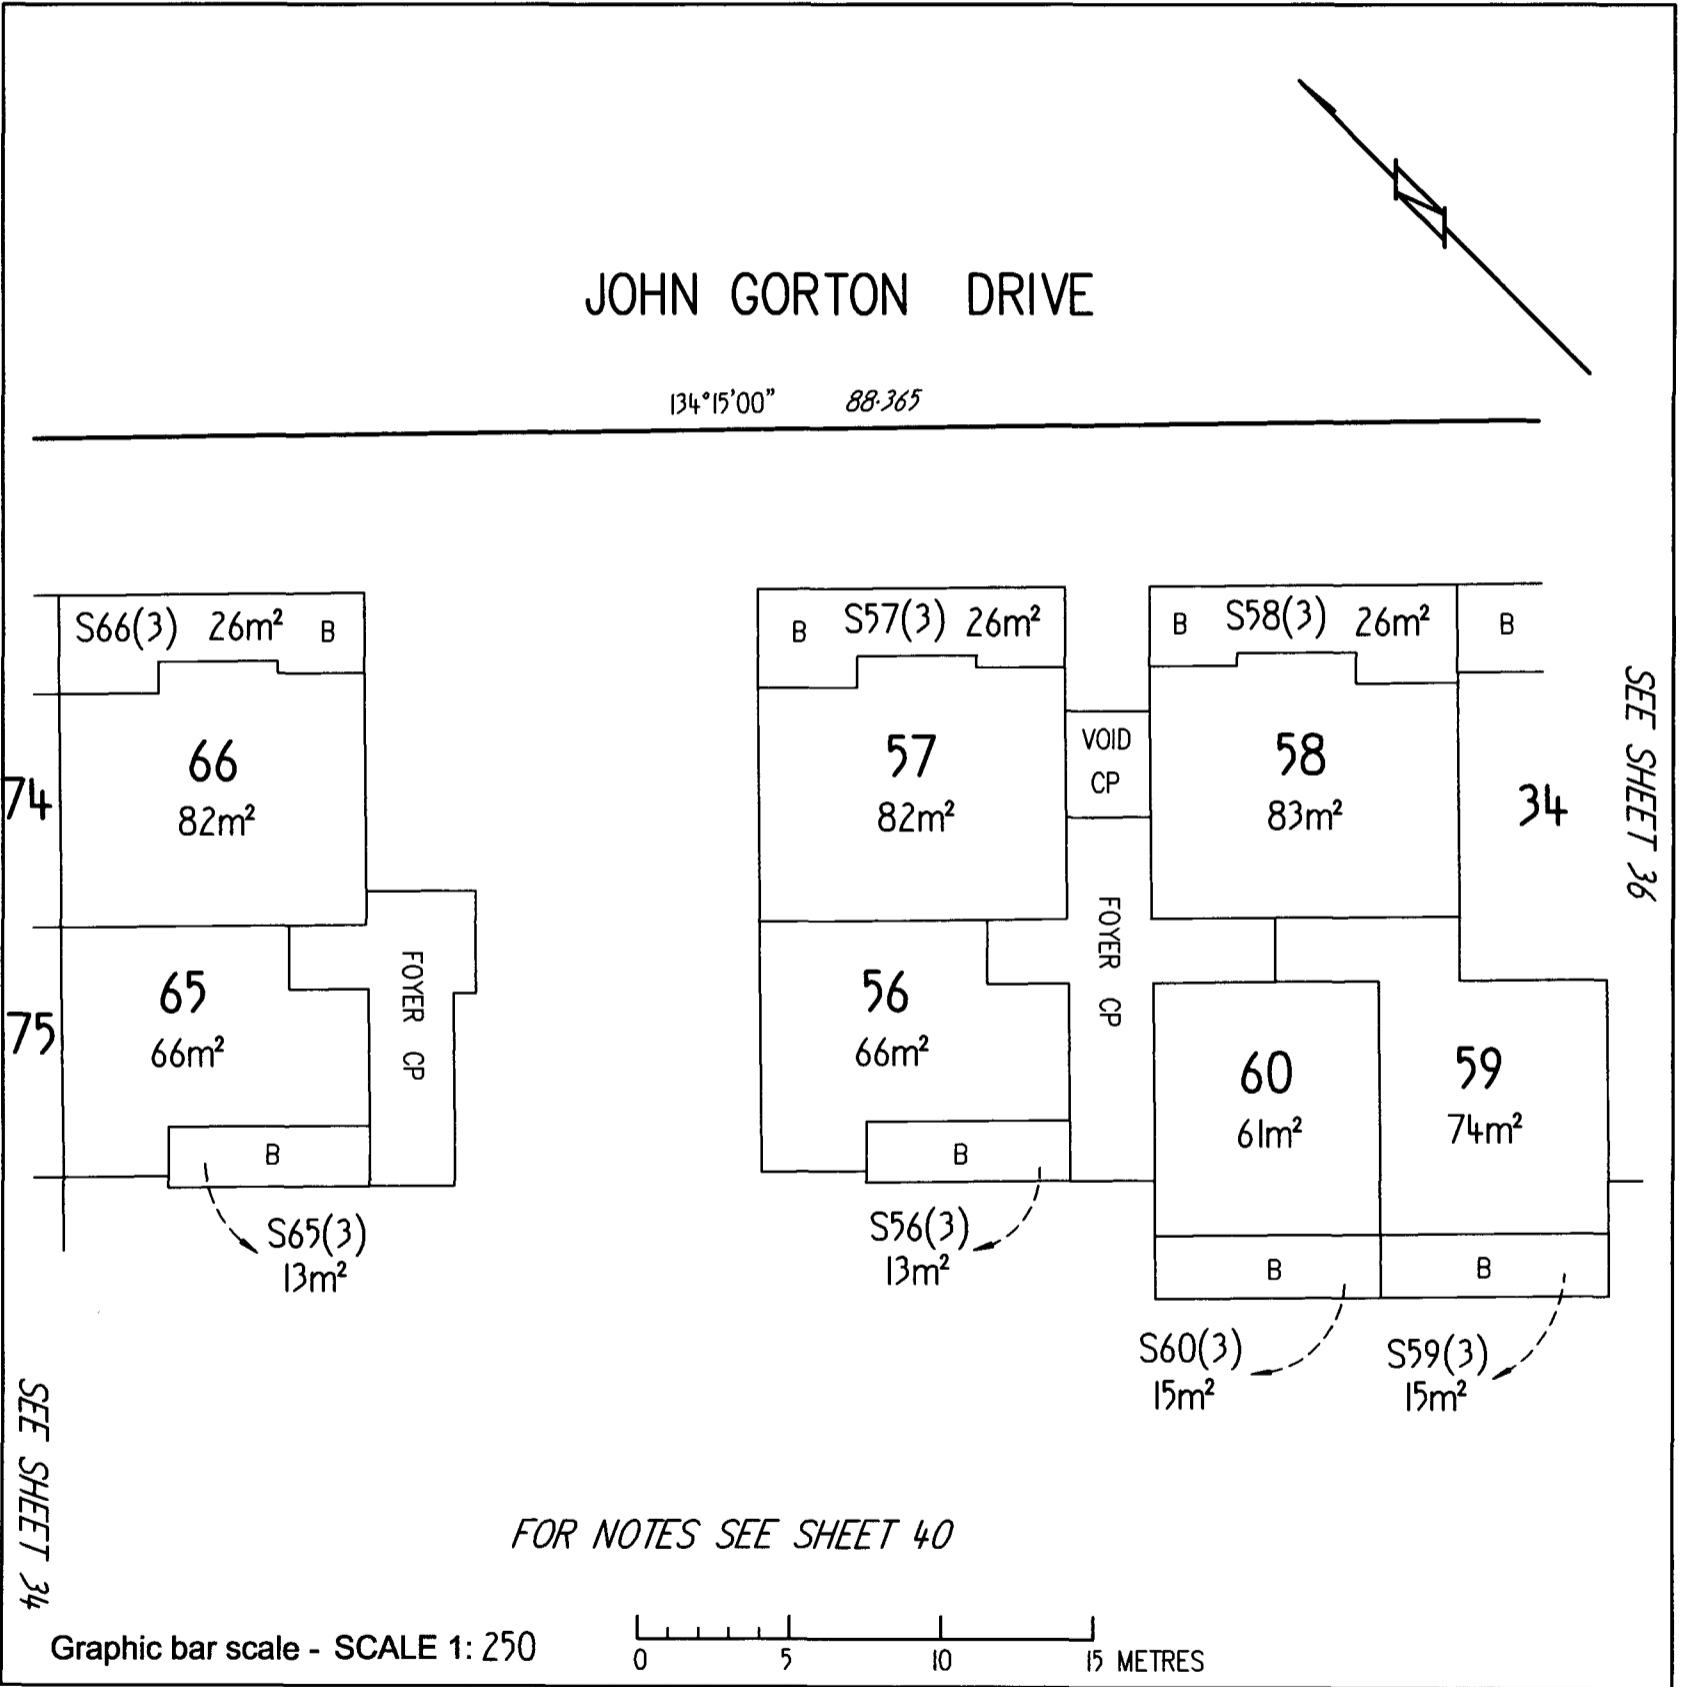 JOHN GORTON DRIVE
134°15'00" 88·365
S66(3) 26m² B
B S57(3) 26m²
B S58(3) 26m²
B
66
82m²
57
82m²
VOID
CP
58
83m²
34
74
SEE SHEET 36
65
66m²
75
FOYER CP
56
66m²
FOYER CP
60
61m²
59
74m²
B
S65(3)
13m²
B
S56(3)
13m²
B
S60(3)
15m²
B
S59(3)
15m²
SEE SHEET 34
FOR NOTES SEE SHEET 40
Graphic bar scale - SCALE 1: 250
0 5 10 15 METRES